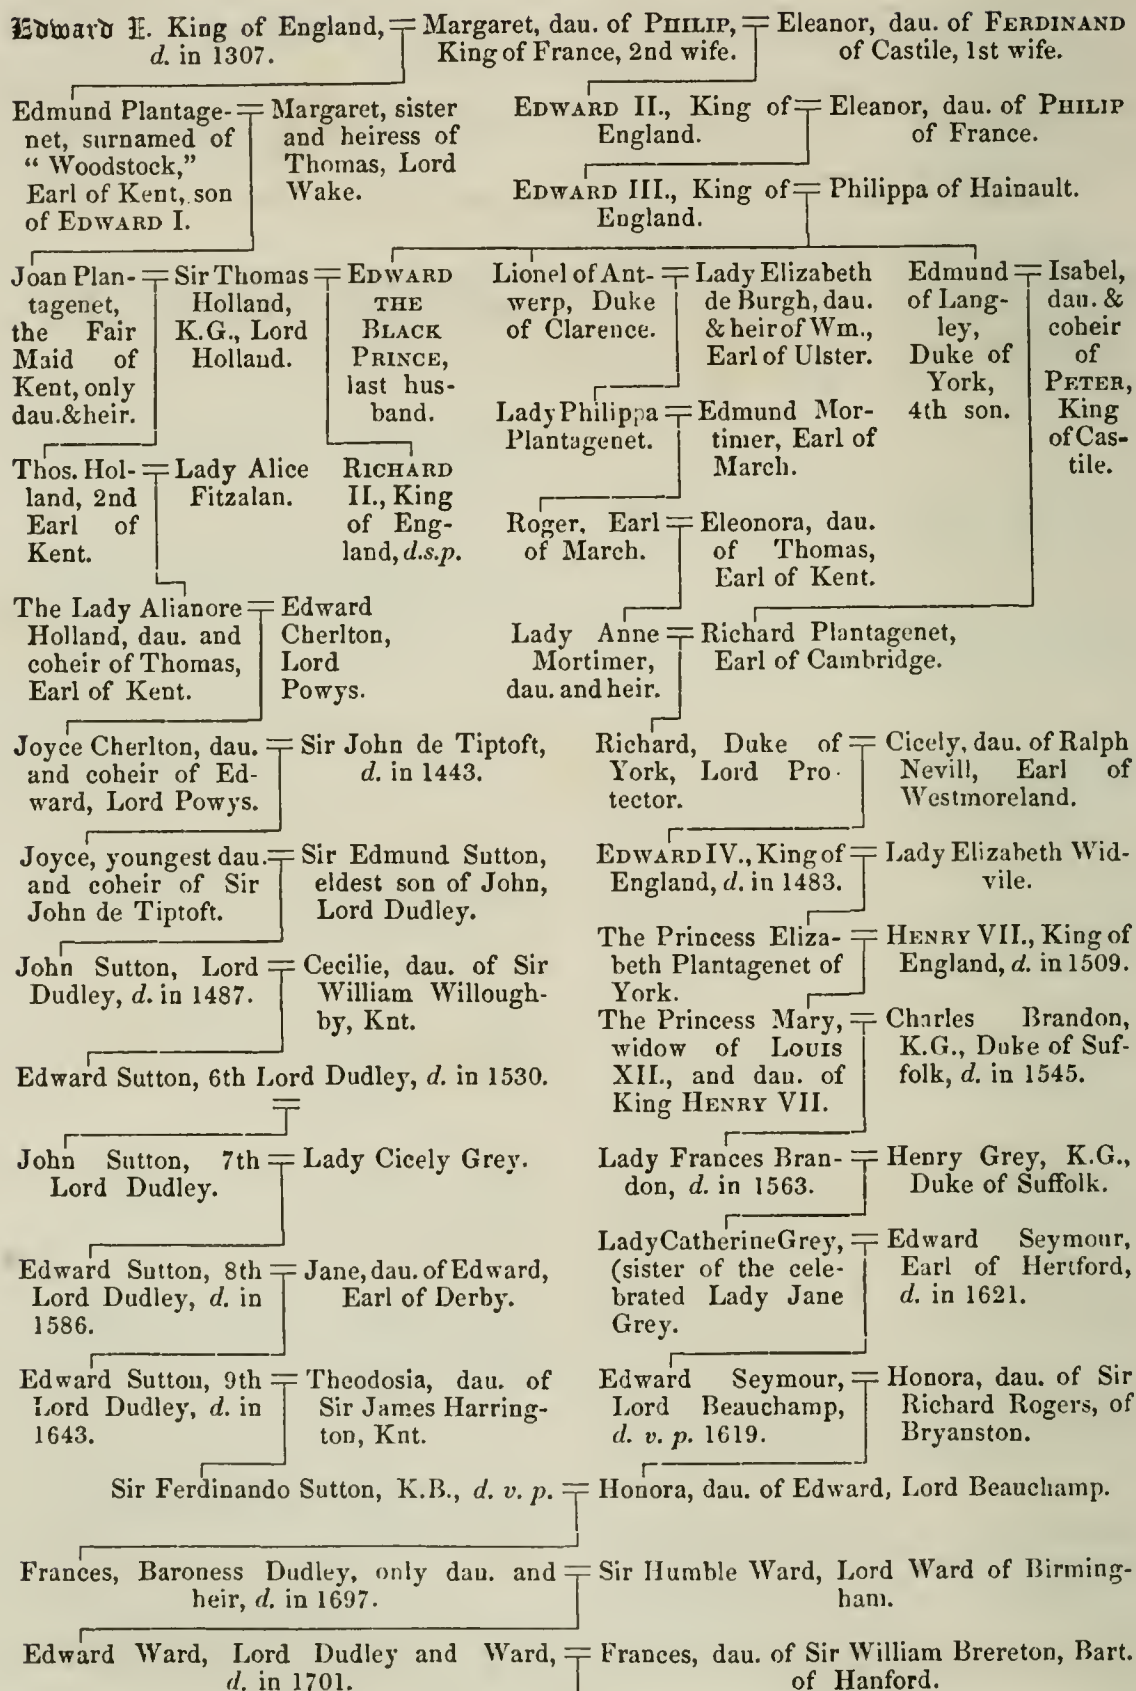 Edward I. King of England, = Margaret, dau. of PHILIP, = Eleanor, dau. of FERDINAND
d. in 1307. King of France, 2nd wife. of Castile, 1st wife.
Edmund Plantage- = Margaret, sister
net, surnamed of and heiress of
“ Woodstock,” Thomas, Lord
Earl of Kent, son Wake.
of EDWARD I.
EDWARD II., King of = Eleanor, dau. of PHILIP
England. of France.
EDWARD III., King of = Philippa of Hainault.
England.
Joan Plan- = Sir Thomas = EDWARD
tagenet, Holland, THE
the Fair K.G., Lord BLACK
Maid of Holland. PRINCE,
Kent, only last hus-
dau.&heir. band.
Lionel of Ant- = Lady Elizabeth
werp, Duke de Burgh, dau.
of Clarence. & heir of Wm.,
Earl of Ulster.
Edmund = Isabel,
of Lang- dau. &
ley, coheir
Duke of of
York, PETER,
4th son. King
of Cas-
tile.
Lady Philippa = Edmund Mor-
Plantagenet. timer, Earl of
March.
Thos. Hol- = Lady Alice
land, 2nd Fitzalan.
Earl of
Kent.
RICHARD
II., King
of Eng-
land, d.s.p.
Roger, Earl = Eleonora, dau.
of March. of Thomas,
Earl of Kent.
The Lady Alianore = Edward
Holland, dau. and Cherlton,
coheir of Thomas, Lord
Earl of Kent. Powys.
Lady Anne = Richard Plantagenet,
Mortimer, Earl of Cambridge.
dau. and heir.
Joyce Cherlton, dau. = Sir John de Tiptoft,
and coheir of Ed- d. in 1443.
ward, Lord Powys.
Richard, Duke of = Cicely, dau. of Ralph
York, Lord Pro- Nevill, Earl of
tector. Westmoreland.
Joyce, youngest dau. = Sir Edmund Sutton,
and coheir of Sir eldest son of John,
John de Tiptoft. Lord Dudley.
EDWARD IV., King of = Lady Elizabeth Wid-
England, d. in 1483. vile.
John Sutton, Lord = Cecilie, dau. of Sir
Dudley, d. in 1487. William Willough-
by, Knt.
The Princess Eliza- = HENRY VII., King of
beth Plantagenet of England, d. in 1509.
York.
The Princess Mary, = Charles Brandon,
widow of LOUIS K.G., Duke of Suf-
XII., and dau. of folk, d. in 1545.
King HENRY VII.
Edward Sutton, 6th Lord Dudley, d. in 1530.
=
John Sutton, 7th = Lady Cicely Grey.
Lord Dudley.
Lady Frances Bran- = Henry Grey, K.G.,
don, d. in 1563. Duke of Suffolk.
Lady Catherine Grey, = Edward Seymour,
(sister of the cele- Earl of Hertford,
brated Lady Jane d. in 1621.
Grey.
Edward Sutton, 8th = Jane, dau. of Edward,
Lord Dudley, d. in Earl of Derby.
1586.
Edward Sutton, 9th = Theodosia, dau. of
Lord Dudley, d. in Sir James Harring-
1643. ton, Knt.
Edward Seymour, = Honora, dau. of Sir
Lord Beauchamp, Richard Rogers, of
d. v. p. 1619. Bryanston.
Sir Ferdinando Sutton, K.B., d. v. p. = Honora, dau. of Edward, Lord Beauchamp.
Frances, Baroness Dudley, only dau. and = Sir Humble Ward, Lord Ward of Birming-
heir, d. in 1697. ham.
Edward Ward, Lord Dudley and Ward, = Frances, dau. of Sir William Brereton, Bart.
d. in 1701. of Hanford.